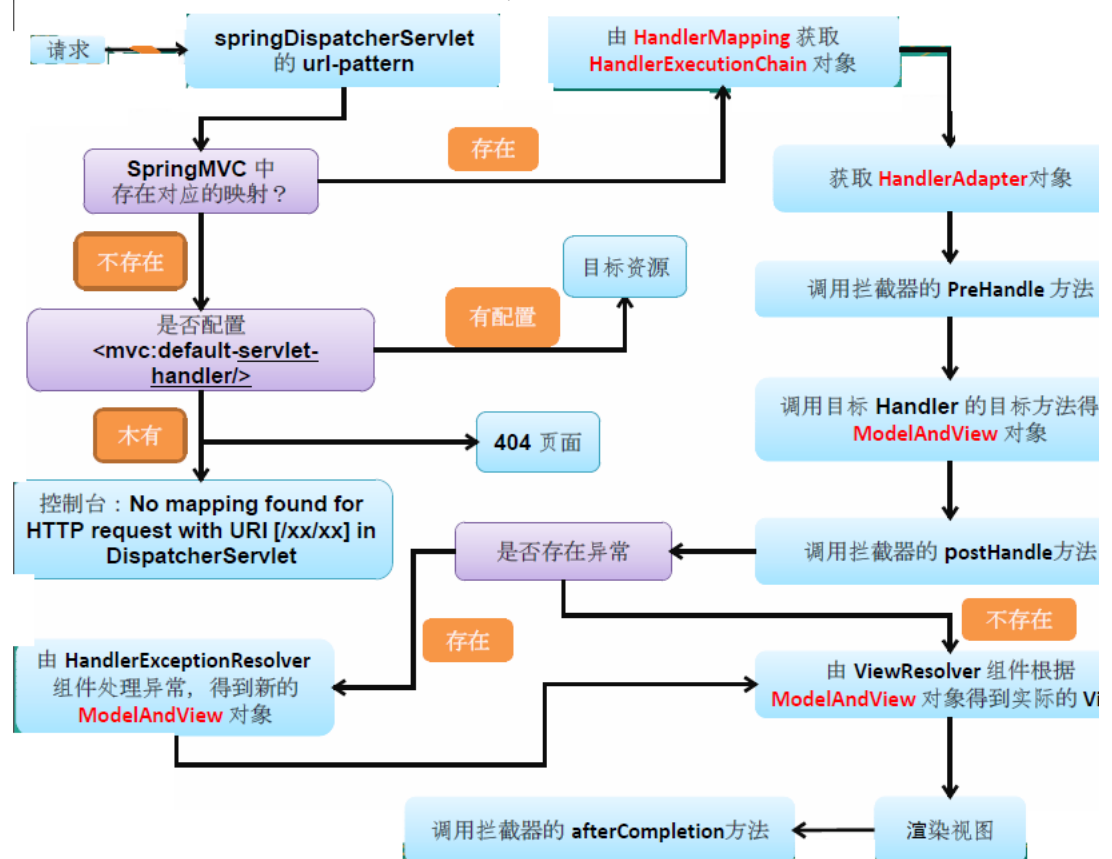 请求
springDispatcherServlet
的 url-pattern
由 HandlerMapping 获取
HandlerExecutionChain 对象
存在
SpringMVC 中
存在对应的映射？
获取 HandlerAdapter对象
不存在
目标资源
调用拦截器的 PreHandle 方法
有配置
是否配置
<mvc:default-servlet-
handler/>
调用目标 Handler 的目标方法得
ModelAndView 对象
木有
404 页面
控制台：No mapping found for
HTTP request with URI [/xx/xx] in
DispatcherServlet
是否存在异常
调用拦截器的 postHandle方法
不存在
存在
由 HandlerExceptionResolver
组件处理异常，得到新的
ModelAndView 对象
由 ViewResolver 组件根据
ModelAndView 对象得到实际的 Vi
调用拦截器的 afterCompletion方法
渲染视图